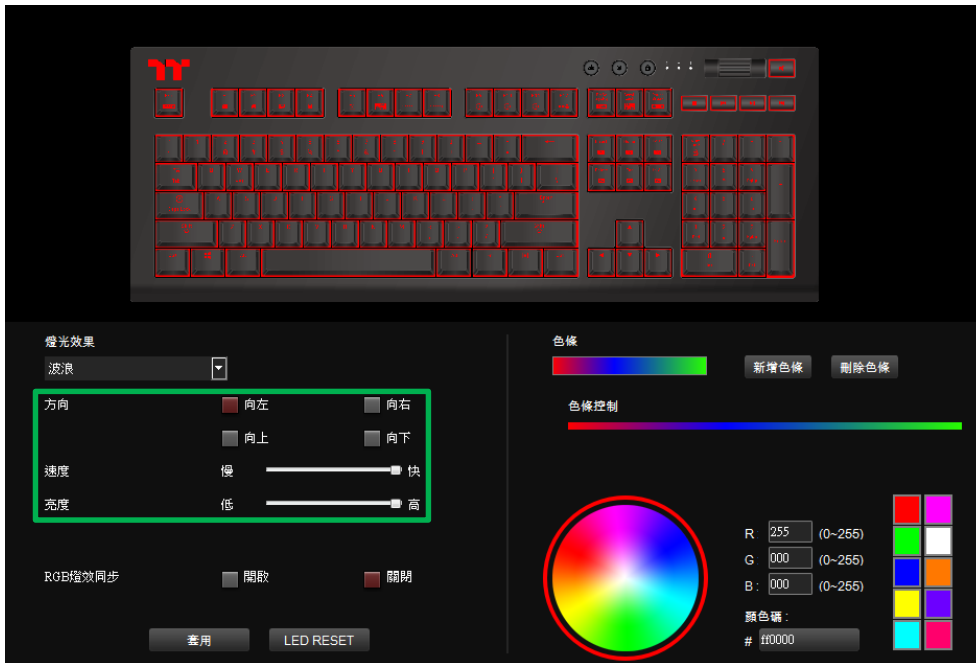 燈光效果
波浪
方向 向左 向右
向上 向下
速度 慢 快
亮度 低 高
RGB燈效同步 開啟 關閉
套用 LED RESET
色條
新增色條 刪除色條
色條控制
R 255 (0~255)
G 000 (0~255)
B : 000 (0~255)
顏色碼 :
# ff0000